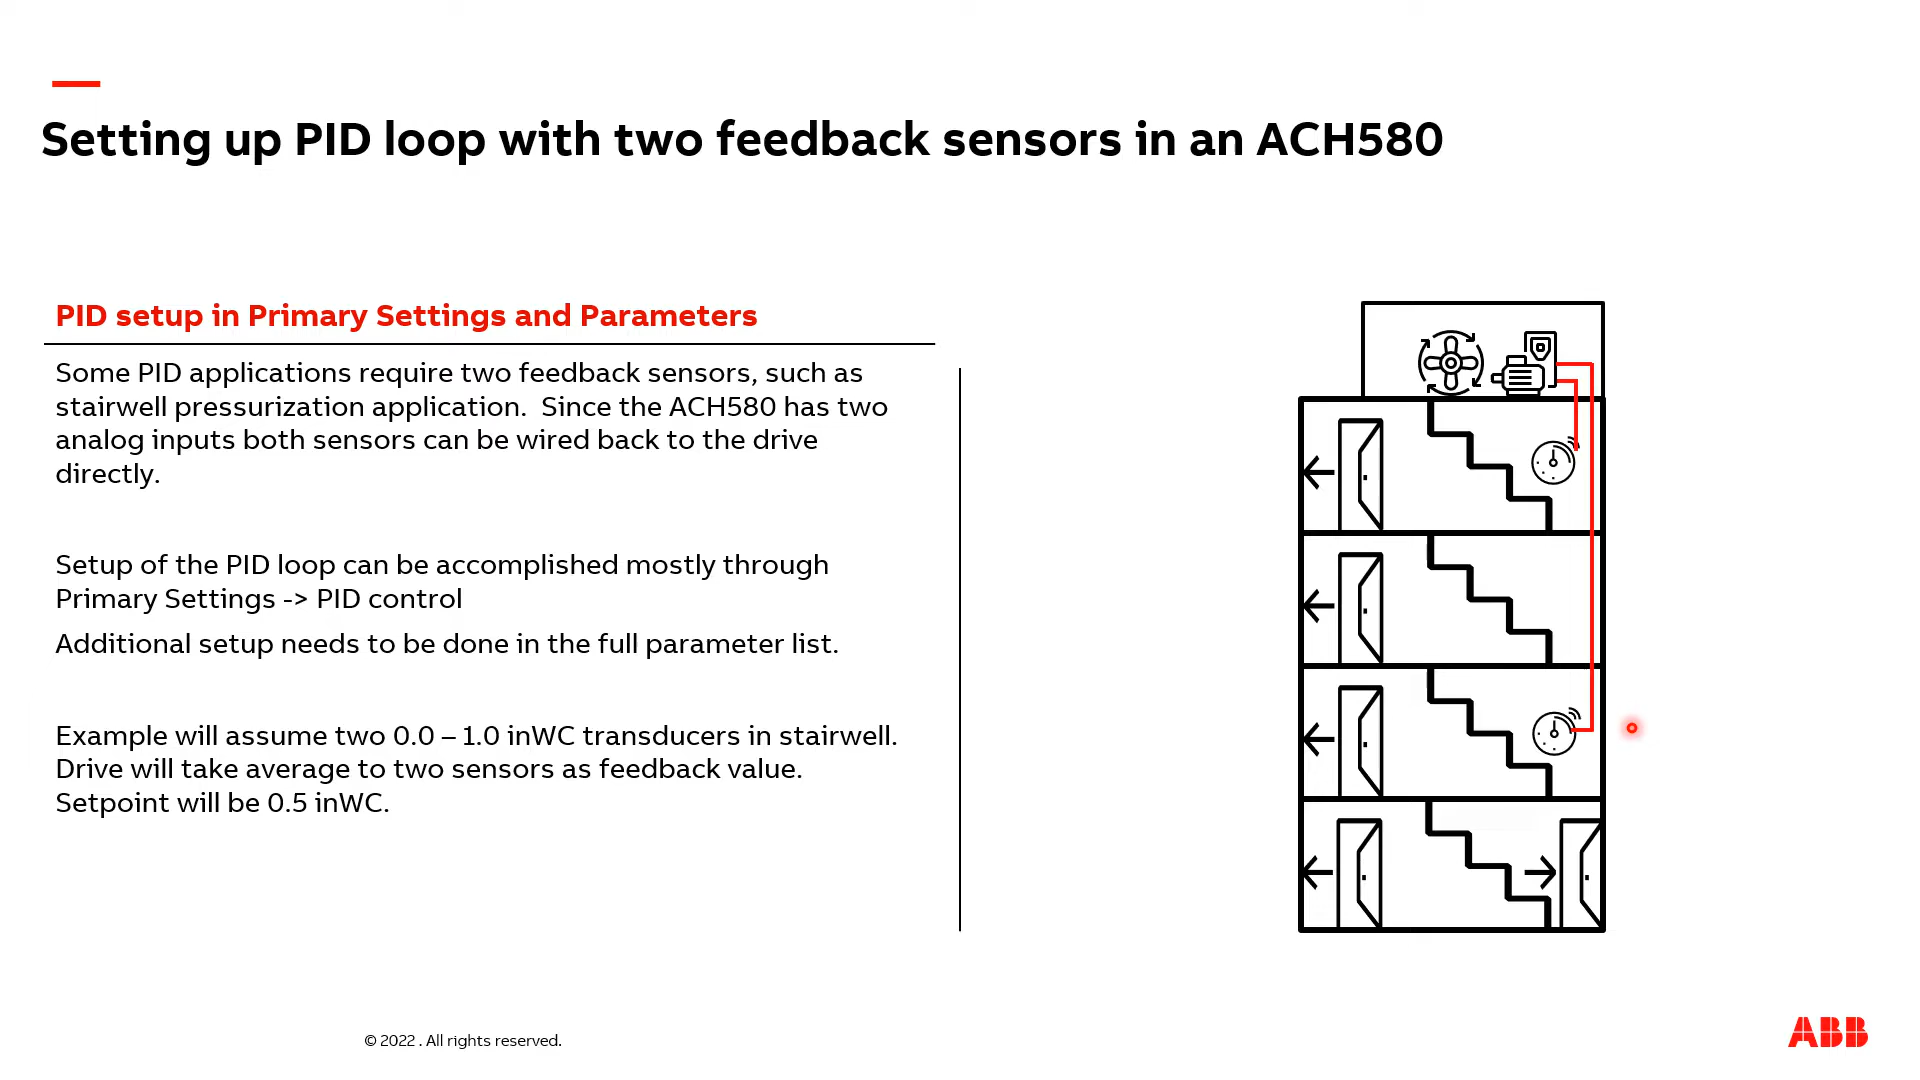 Setting up PID loop with two feedback sensors in an ACH580
PID setup in Primary Settings and Parameters
Some PID applications require two feedback sensors, such as
stairwell pressurization application.  Since the ACH580 has two
analog inputs both sensors can be wired back to the drive
directly.
Setup of the PID loop can be accomplished mostly through
Primary Settings -> PID control
Additional setup needs to be done in the full parameter list.
Example will assume two 0.0 – 1.0 inWC transducers in stairwell.
Drive will take average to two sensors as feedback value.
Setpoint will be 0.5 inWC.
© 2022 . All rights reserved.
ABB